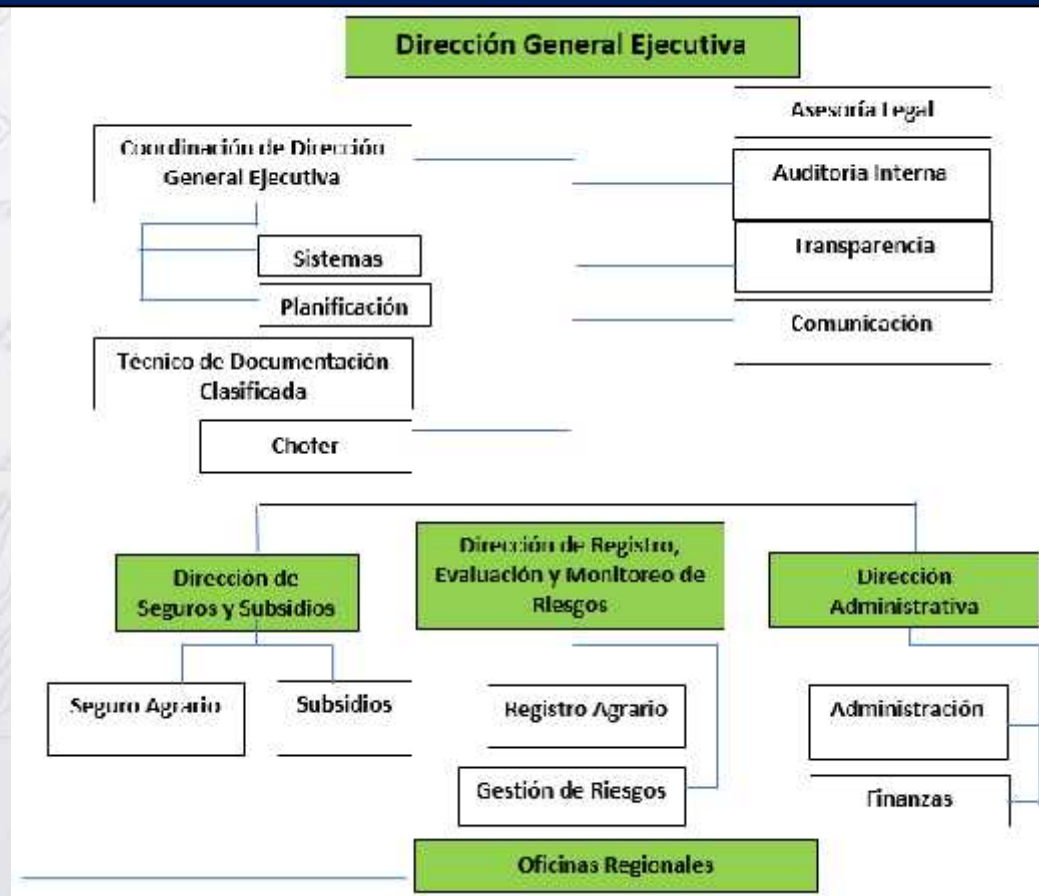 Dirección General Ejecutiva
Asesoría Legal
Coordinación de Dirección
General Ejecutiva
Auditoria Interna
Transparencia
Sistemas
Planificación
Comunicación
Técnico de Documentación
Clasificada
Chofer
Dirección de Registro,
Evaluación y Monitoreo de
Riesgos
Dirección de
Seguros y Subsidios
Dirección
Administrativa
Seguro Agrario
Subsidios
Registro Agrario
Administración
Gestión de Riesgos
Finanzas
Oficinas Regionales